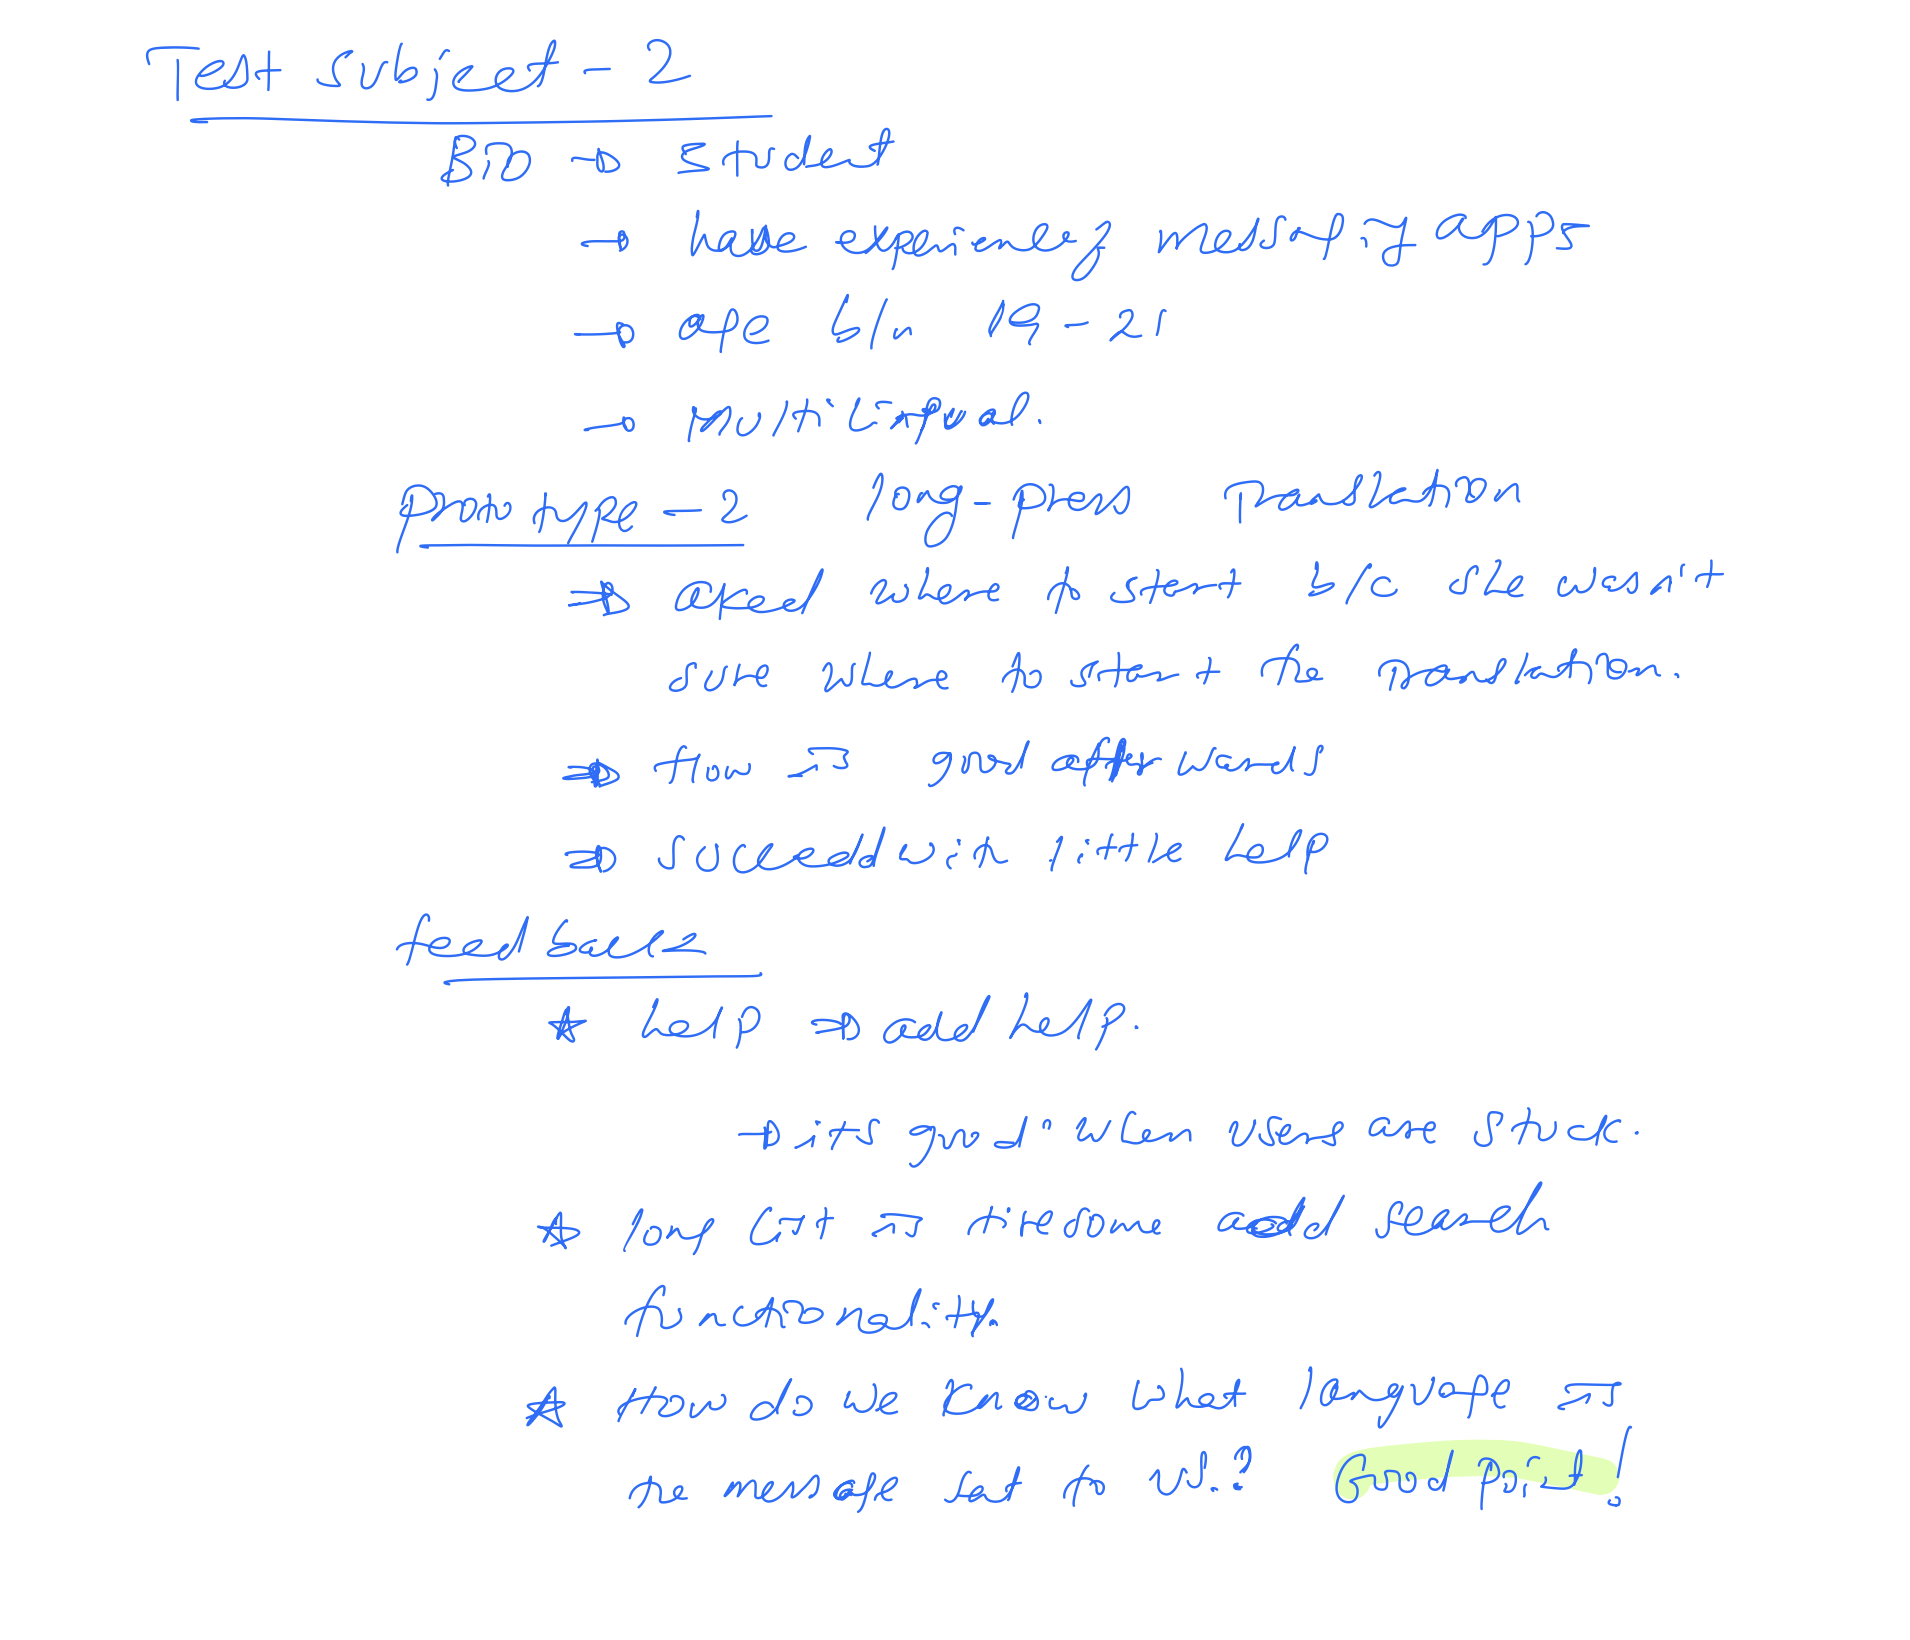 Test subject - 2
Bio → student
→ have experience of messaging apps
→ age b/n 19 - 21
→ Multilingual.
prototype - 2 long-press Translation
⇒ aked where to start b/c she wasn't
sure where to start the Translation.
⇒ flow is good afterwards
⇒ succeed with little help
feedback
★ help ⇒ add help.
→ its good when users are stuck.
★ long list is tiresome add search
functionality.
★ How do we know what language is
the message sat to us.? Good point!